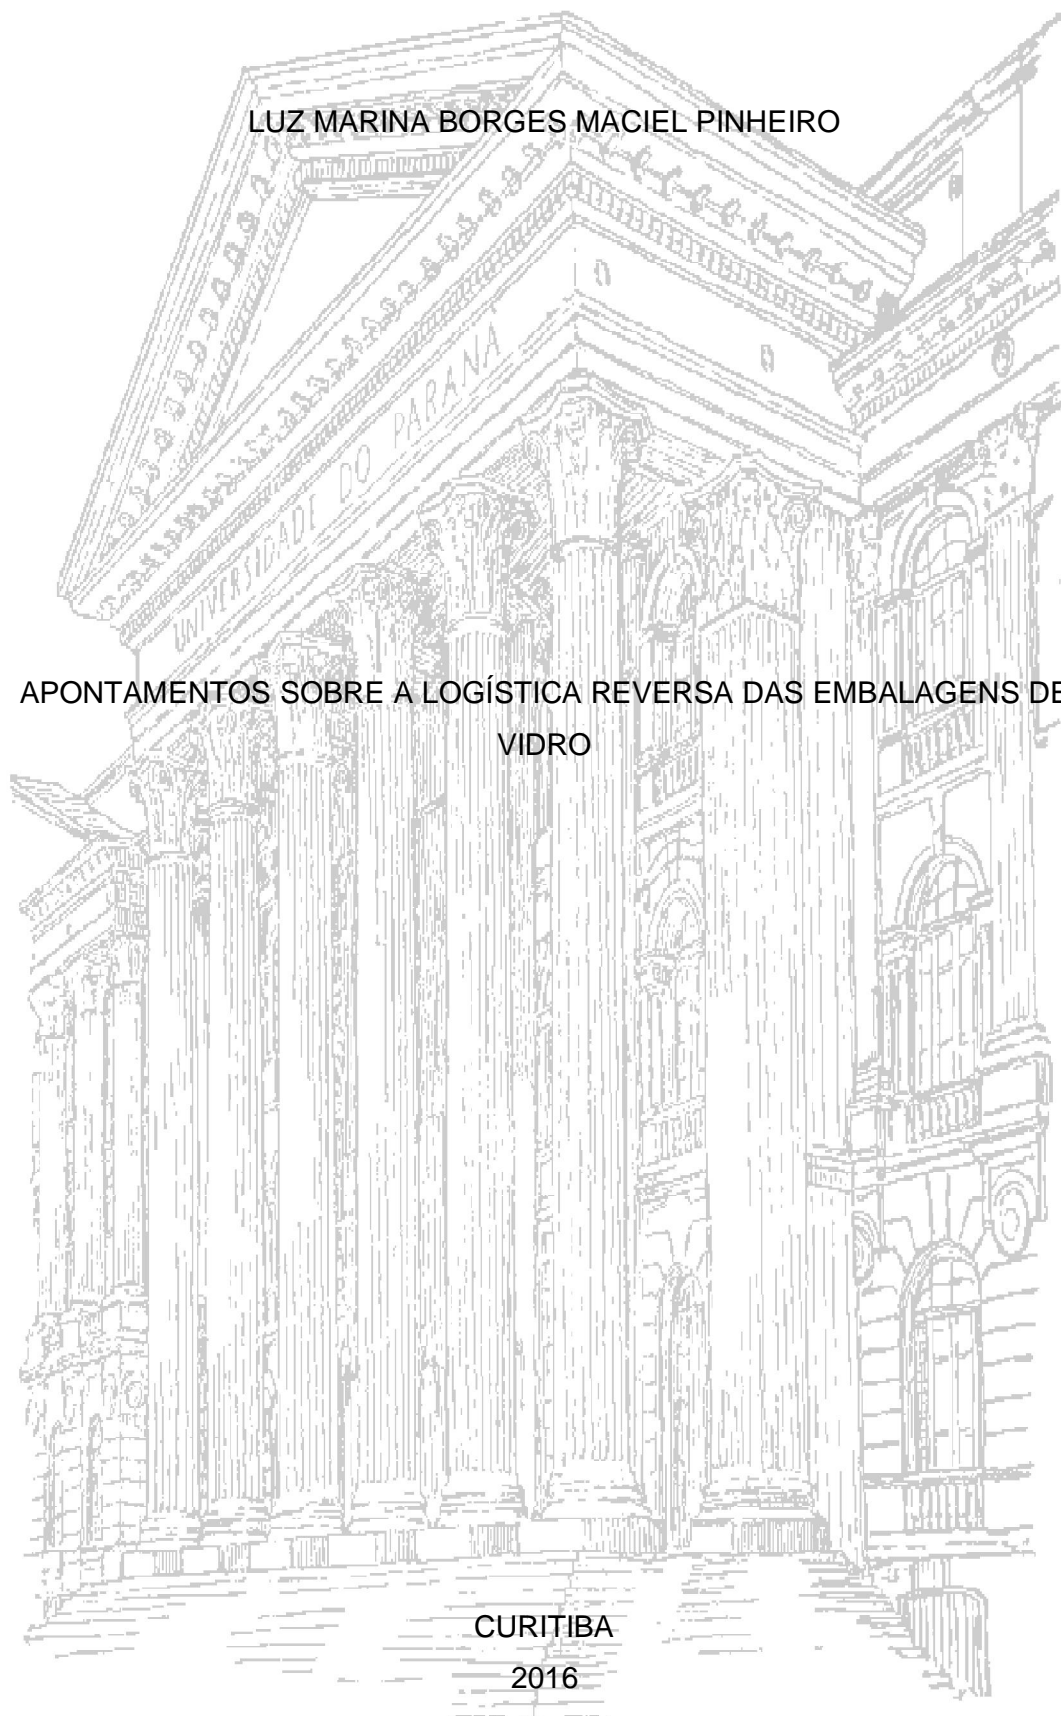 LUZ MARINA BORGES MACIEL PINHEIRO
UNIVERSIDADE DO PARANÁ
APONTAMENTOS SOBRE A LOGÍSTICA REVERSA DAS EMBALAGENS DE
VIDRO
CURITIBA
2016